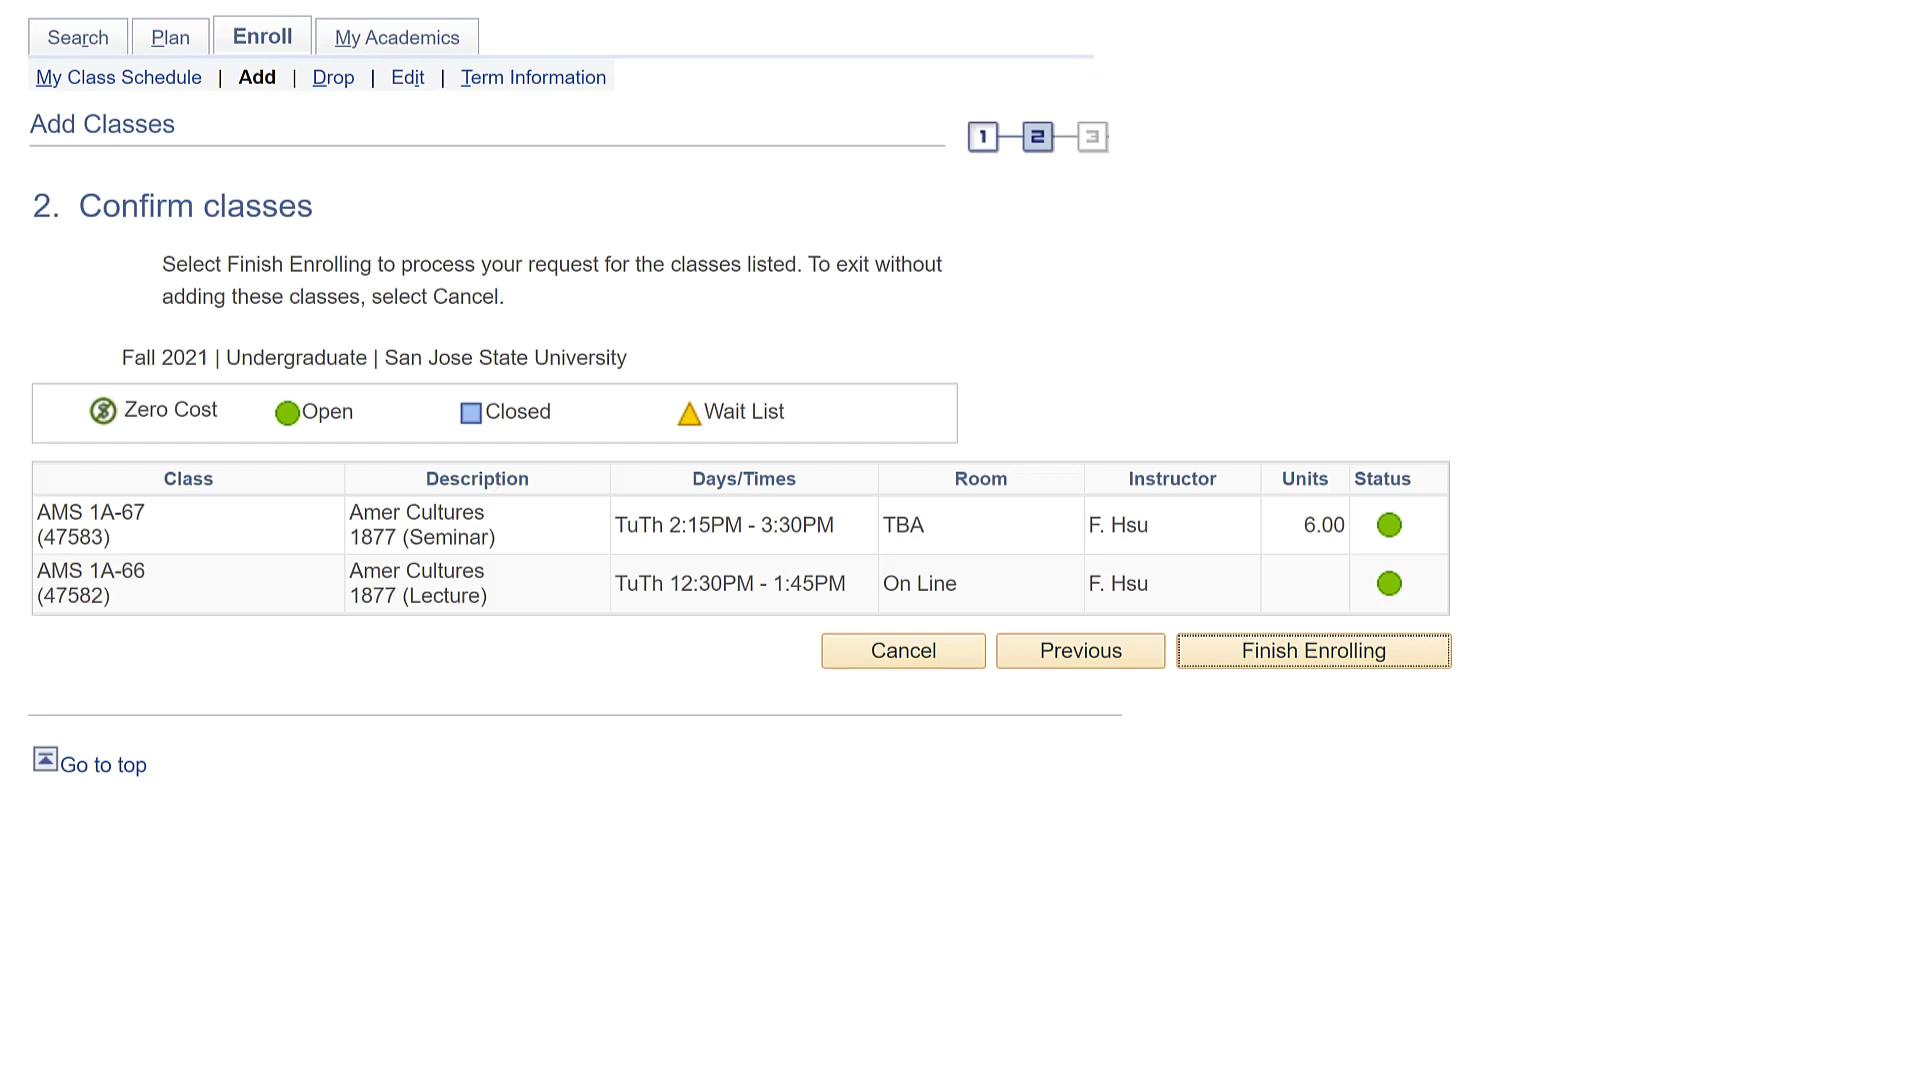 Search Plan Enroll My Academics
My Class Schedule | Add | Drop | Edit | Term Information
Add Classes
1 2 3
2. Confirm classes
Select Finish Enrolling to process your request for the classes listed. To exit without
adding these classes, select Cancel.
Fall 2021 | Undergraduate | San Jose State University
Zero Cost Open Closed Wait List
Class Description Days/Times Room Instructor Units Status
AMS 1A-67
(47583)
Amer Cultures
1877 (Seminar)
TuTh 2:15PM - 3:30PM
TBA
F. Hsu
6.00
AMS 1A-66
(47582)
Amer Cultures
1877 (Lecture)
TuTh 12:30PM - 1:45PM
On Line
F. Hsu
Cancel Previous Finish Enrolling
Go to top